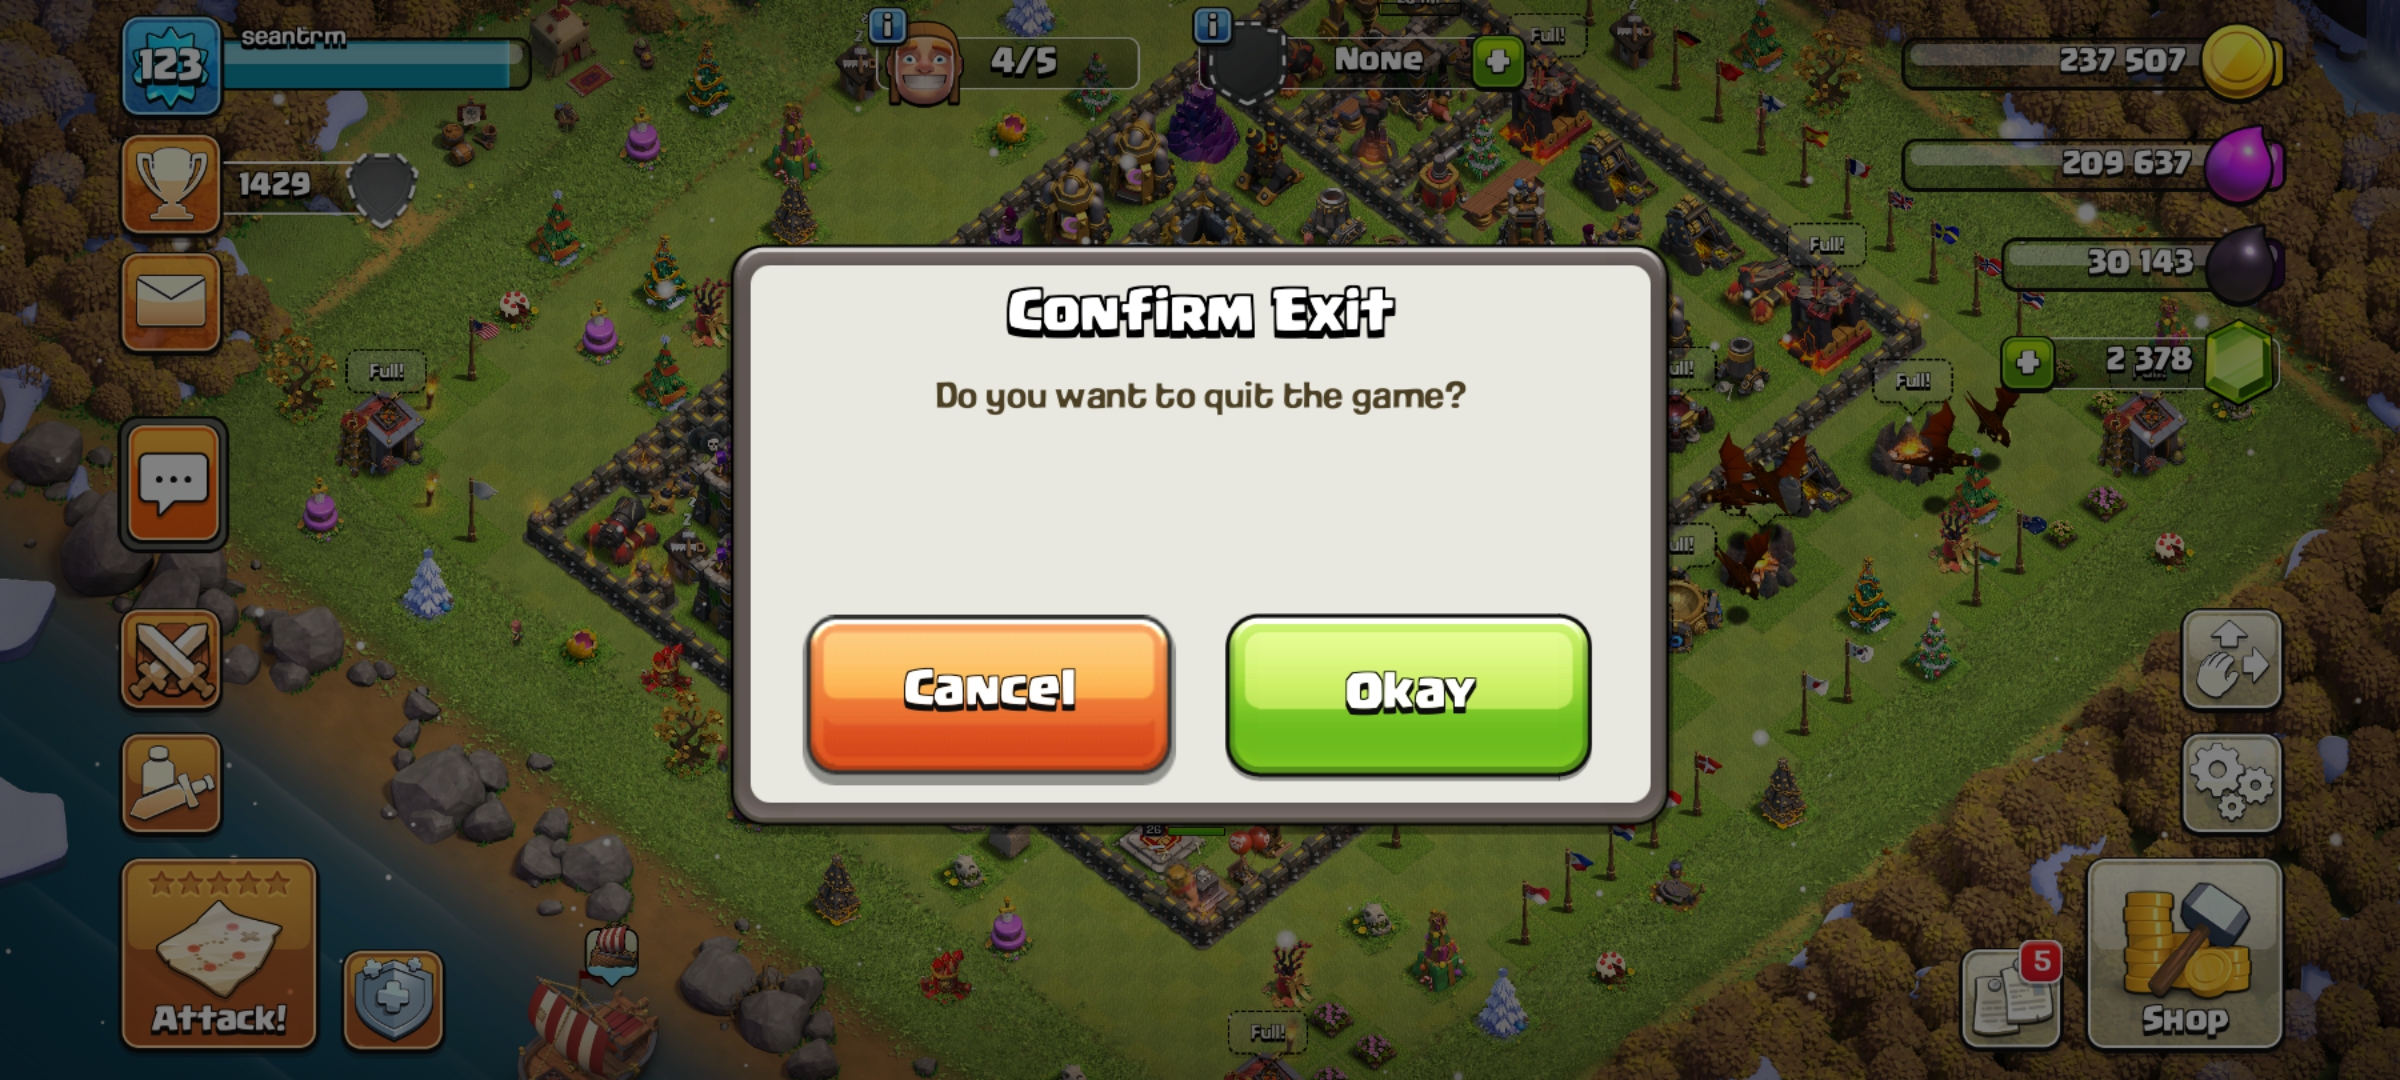 123
seantrm
4/5
None
Full!
237 507
1429
209 637
Full!
30 143
Full!
2 378
Full!
Confirm Exit
Do you want to quit the game?
Cancel
Okay
26
5
Attack!
Full!
Shop